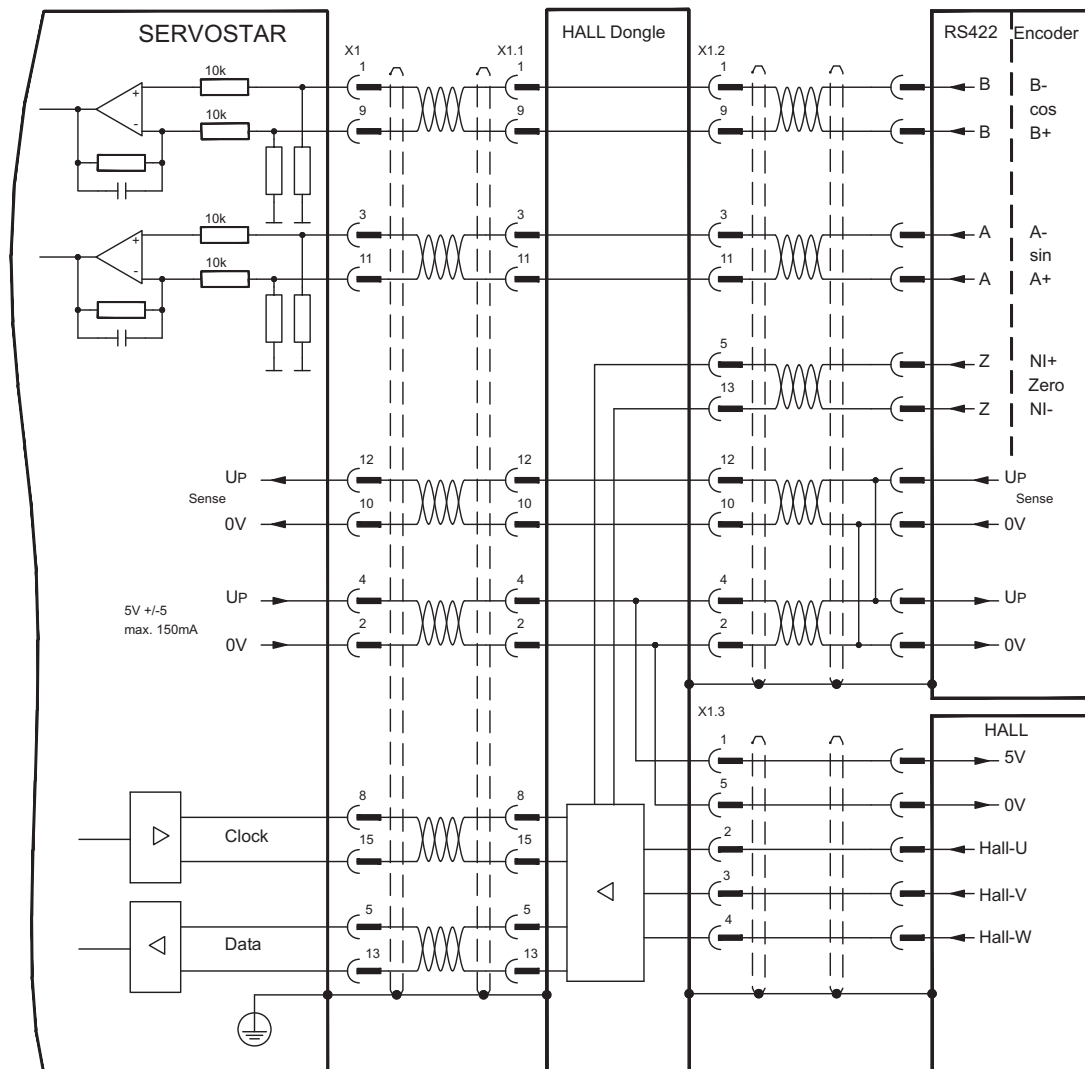 SERVOSTAR
HALL Dongle
RS422
Encoder
X1
X1.1
X1.2
10k
1
1
1
B
B-
cos
10k
9
9
9
B
B+
10k
3
3
3
A
A-
sin
10k
11
11
11
A
A+
5
Z
NI+
Zero
13
Z
NI-
UP
12
12
12
UP
Sense
Sense
0V
10
10
10
0V
5V +/-5
max. 150mA
UP
4
4
4
UP
0V
2
2
2
0V
X1.3
HALL
1
5V
5
0V
Clock
8
8
2
Hall-U
15
15
3
Hall-V
Data
5
5
4
Hall-W
13
13
+
-
+
-